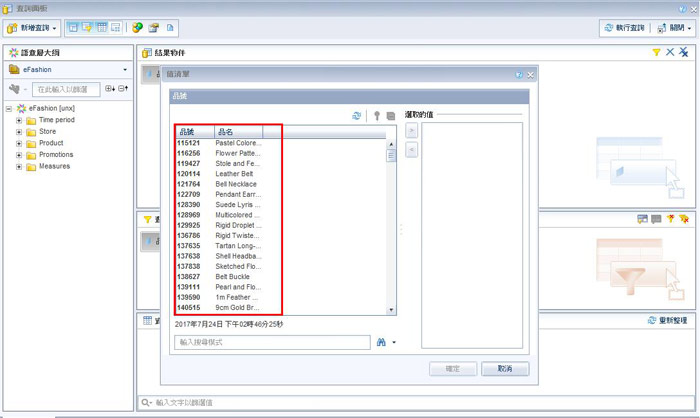 查詢面板
新增查詢
執行查詢
關閉
語意層大綱
結果物件
eFashion
在此輸入以篩選
eFashion [unx]
Time period
Store
Product
Promotions
Measures
值清單
品號
選取的值
品號 品名
115121 Pastel Colore...
116256 Flower Patte...
119427 Stole and Fe...
120114 Leather Belt
121764 Bell Necklace
122709 Pendant Earr...
128390 Suede Lyris ...
128969 Multicolored ...
129925 Rigid Droplet ...
136786 Rigid Twiste...
137635 Tartan Long-...
137638 Shell Headba...
137838 Sketched Flo...
138627 Belt Buckle
139111 Pearl and Flo...
139590 1m Feather ...
140515 9cm Gold Br...
2017年7月24日 下午02時46分25秒
輸入搜尋模式
確定
取消
重新整理
輸入文字以篩選值